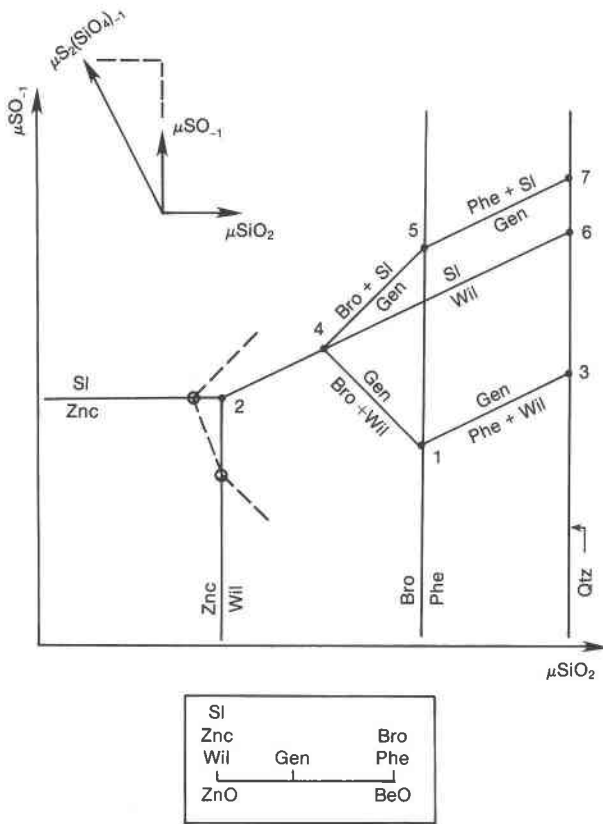 μS₂(SiO₄)₋₁
μSO₋₁
μSO₋₁
μSiO₂
7
Phe + Sl
Gen
6
5
Bro + Sl
Gen
Sl
Wil
4
Gen
Bro + Wil
3
Gen
Phe + Wil
Sl
Znc
2
1
Znc
Wil
Bro
Phe
Qtz
μSiO₂
Sl
Znc Bro
Wil Gen Phe
ZnO BeO